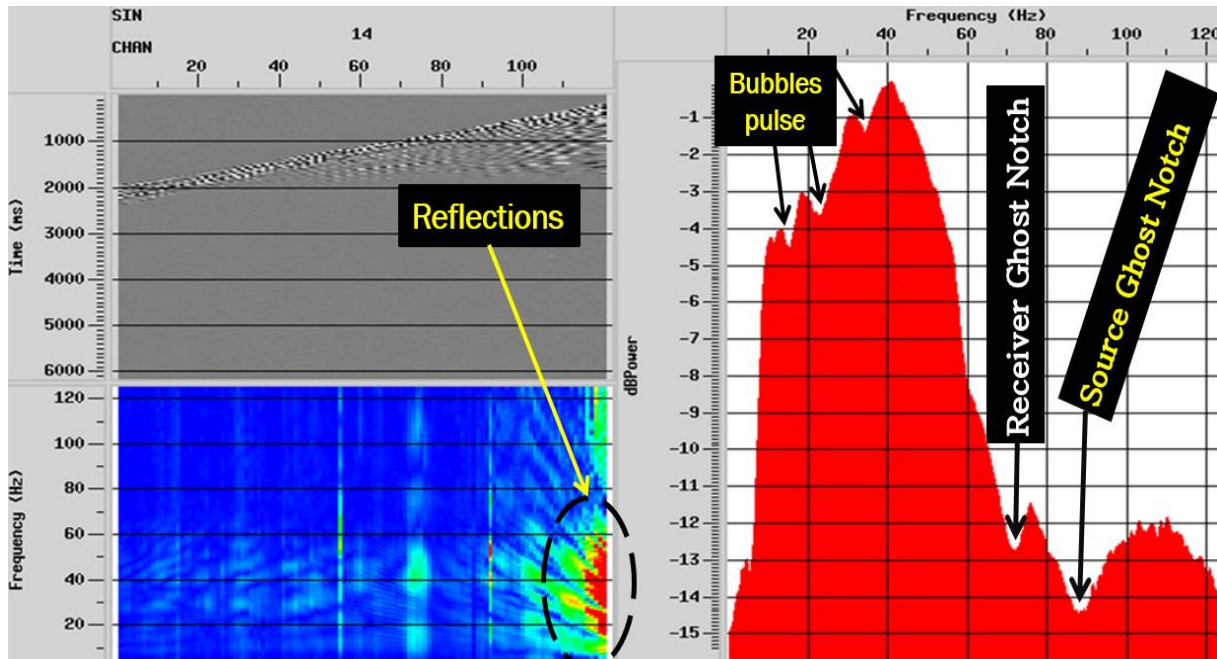 SIN
14
CHAN
20 40 60 80 100
Time (ms)
1000
2000
3000
4000
5000
6000
Reflections
Frequency (Hz)
120
100
80
60
40
20
Frequency (Hz)
20 40 60 80 100 120
dBPower
-1
-2
-3
-4
-5
-6
-7
-8
-9
-10
-11
-12
-13
-14
-15
Bubbles
pulse
Receiver Ghost Notch
Source Ghost Notch